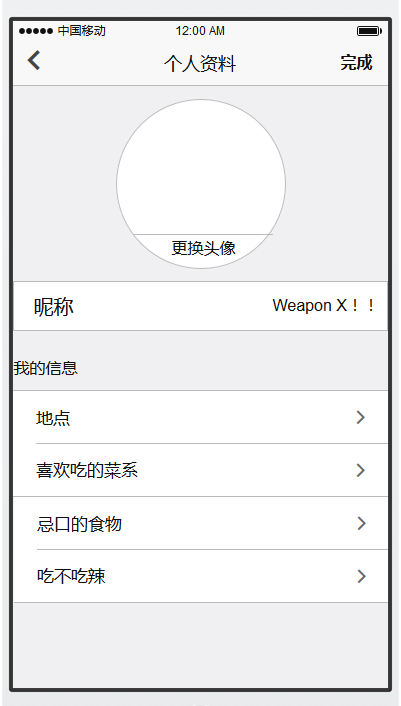 中国移动 12:00 AM
个人资料 完成
更换头像
昵称 Weapon X！！
我的信息
地点
喜欢吃的菜系
忌口的食物
吃不吃辣